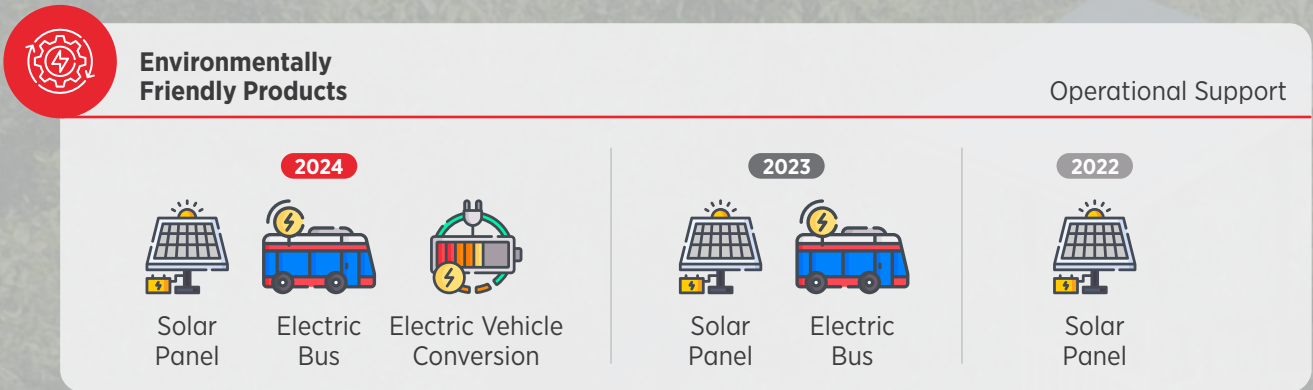 Environmentally
Friendly Products
Operational Support
2024
Solar
Panel
Electric
Bus
Electric Vehicle
Conversion
2023
Solar
Panel
Electric
Bus
2022
Solar
Panel